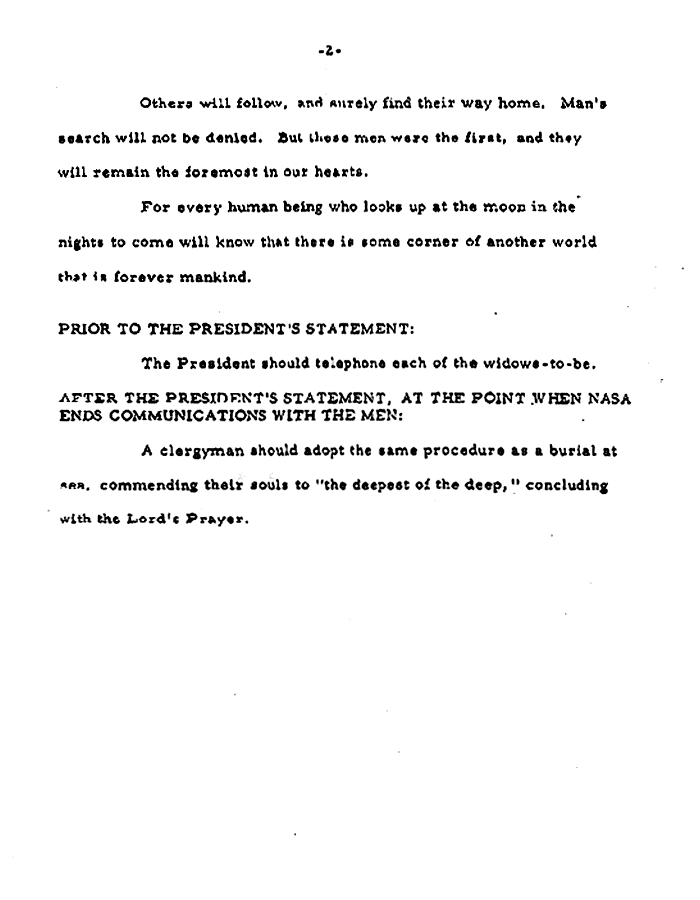 -2-
Others will follow, and surely find their way home. Man's
search will not be denied. But these men were the first, and they
will remain the foremost in our hearts.
For every human being who looks up at the moon in the
nights to come will know that there is some corner of another world
that is forever mankind.
PRIOR TO THE PRESIDENT'S STATEMENT:
The President should telephone each of the widows-to-be.
AFTER THE PRESIDENT'S STATEMENT, AT THE POINT WHEN NASA
ENDS COMMUNICATIONS WITH THE MEN:
A clergyman should adopt the same procedure as a burial at
sea, commending their souls to "the deepest of the deep," concluding
with the Lord's Prayer.